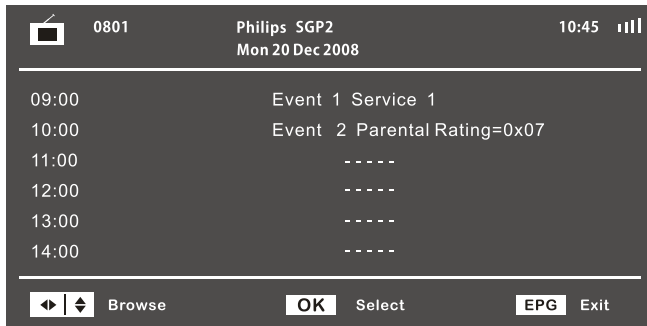 0801 Philips SGP2 10:45
Mon 20 Dec 2008
09:00 Event 1 Service 1
10:00 Event 2 Parental Rating=0x07
11:00 -----
12:00 -----
13:00 -----
14:00 -----
Browse OK Select EPG Exit